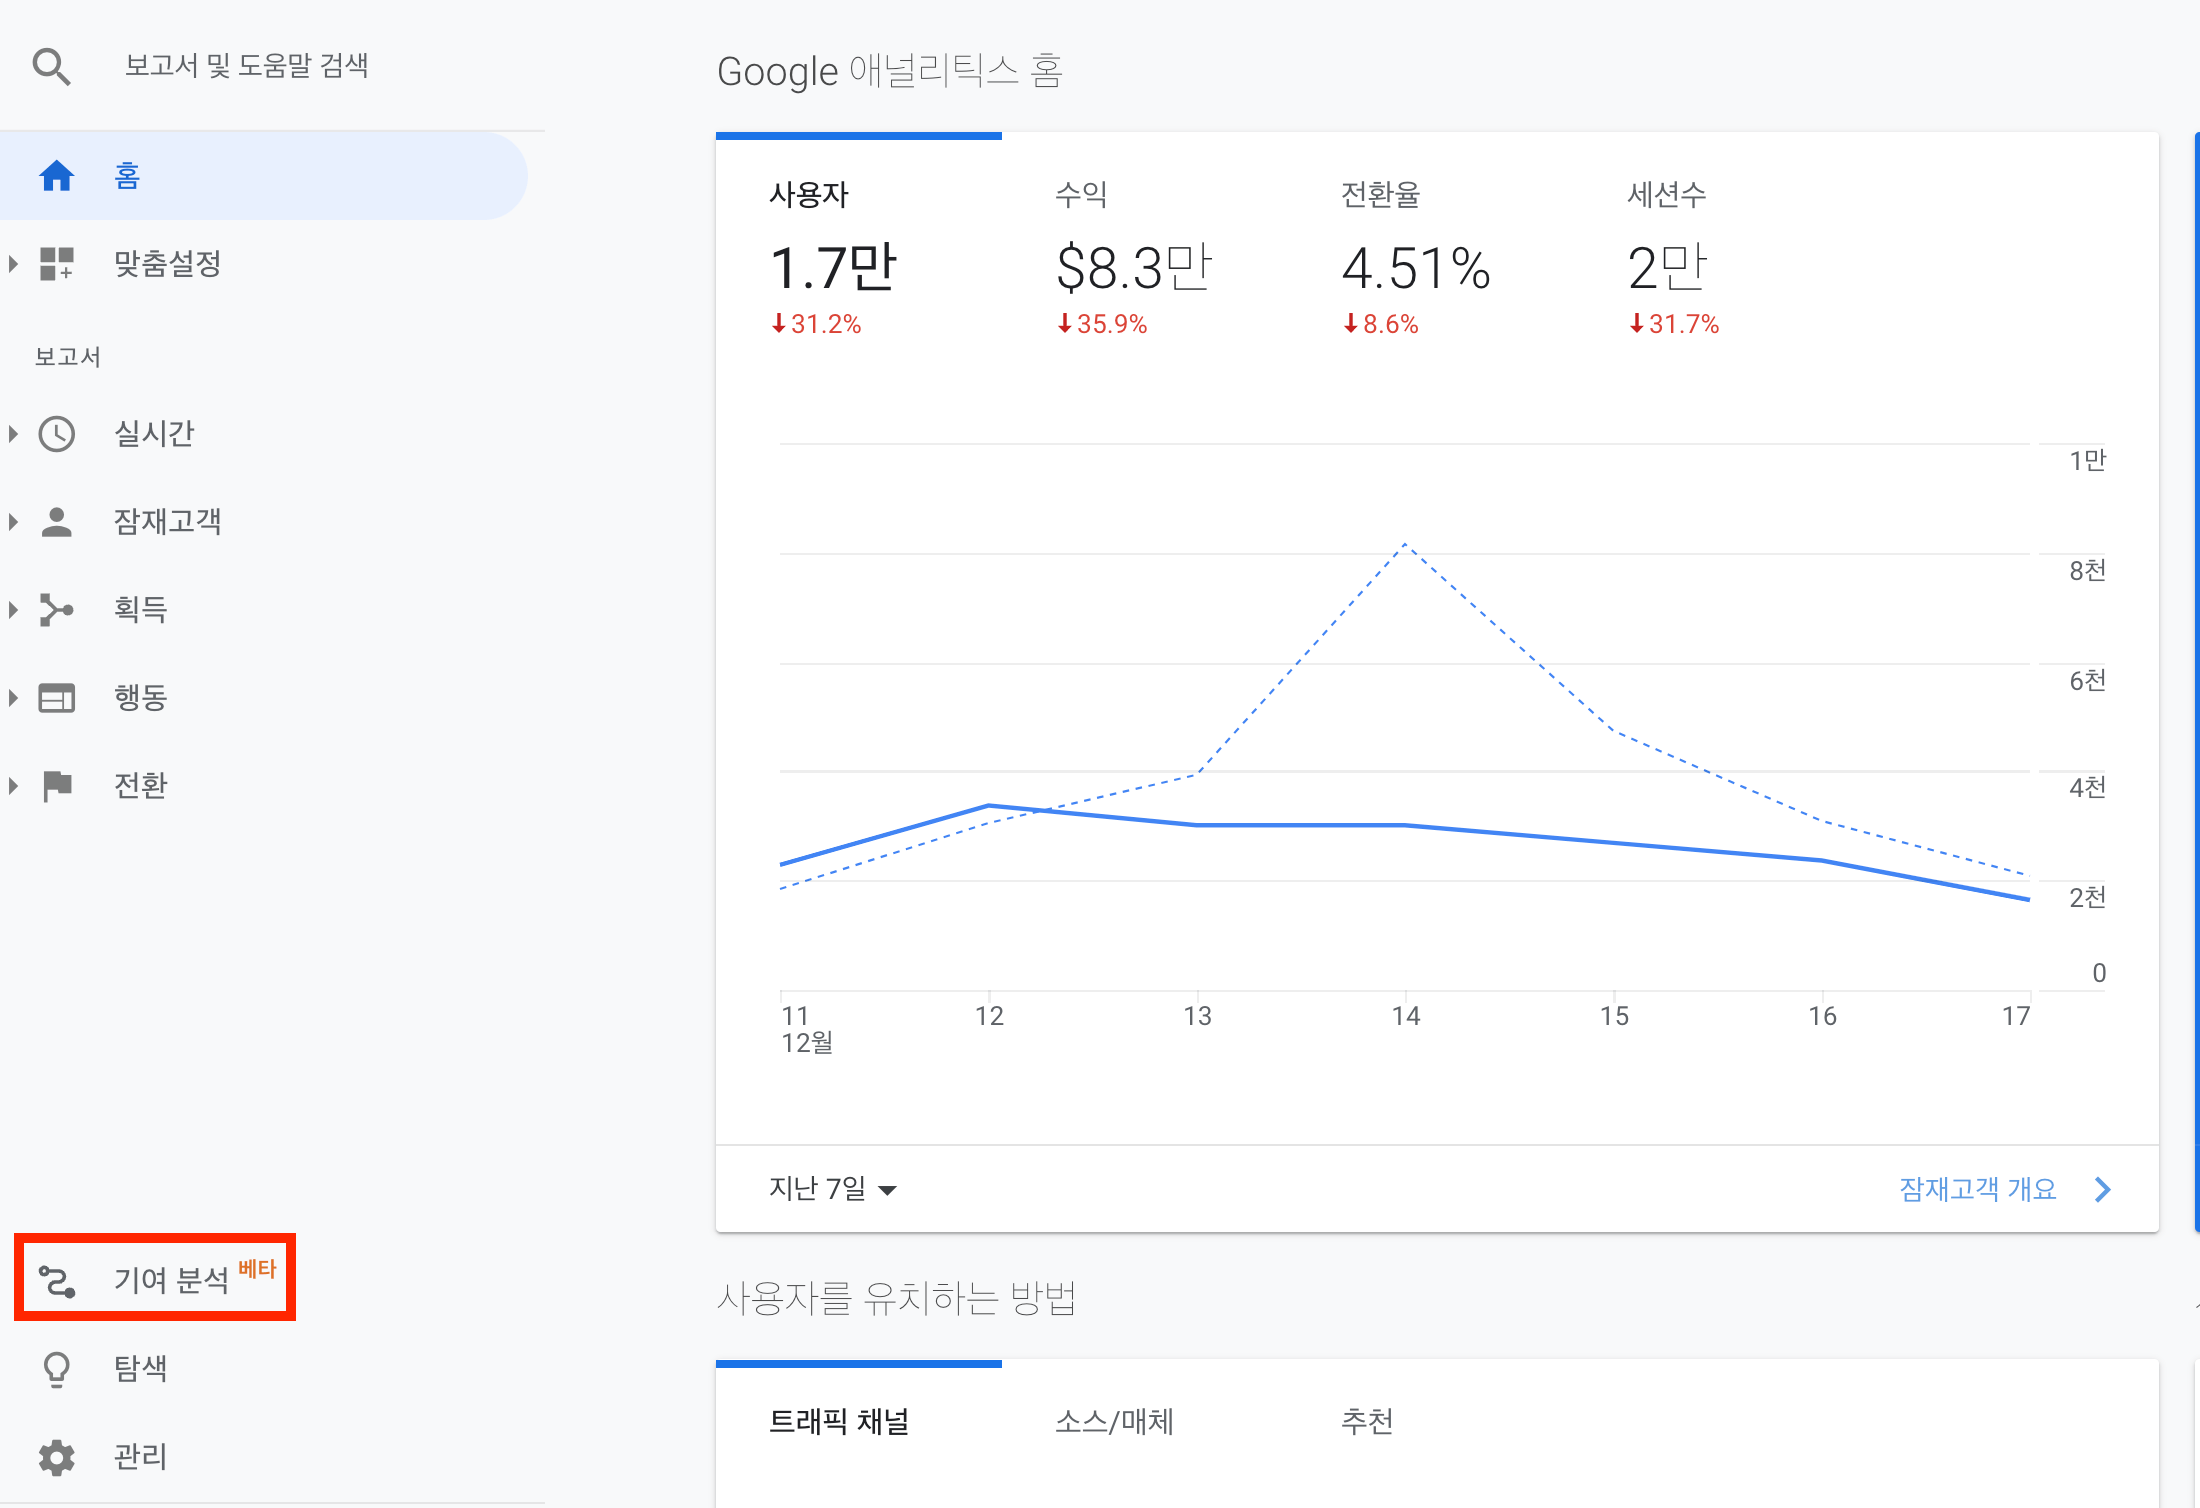 보고서 및 도움말 검색
홈
맞춤설정
보고서
실시간
잠재고객
획득
행동
전환
기여 분석 베타
탐색
관리
Google 애널리틱스 홈
사용자 수익 전환율 세션수
1.7만 $8.3만 4.51% 2만
31.2% 35.9% 8.6% 31.7%
1만
8천
6천
4천
2천
0
11 12 13 14 15 16 17
12월
지난 7일 잠재고객 개요
사용자를 유치하는 방법
트래픽 채널 소스/매체 추천